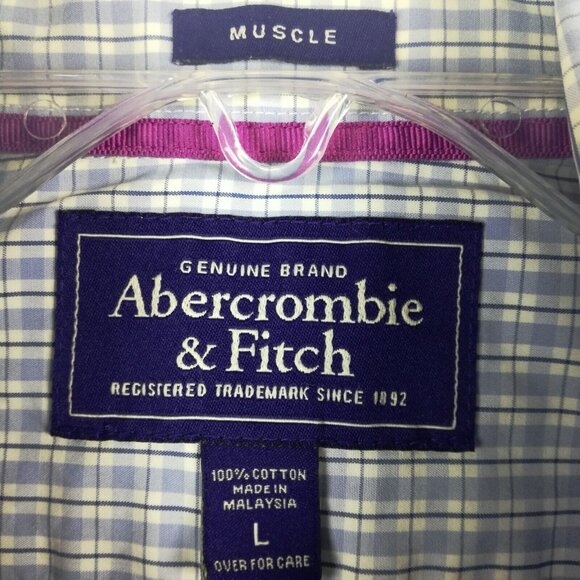 MUSCLE
GENUINE BRAND
Abercrombie
& Fitch
REGISTERED TRADEMARK SINCE 1892
100% COTTON
MADE IN
MALAYSIA
L
OVER FOR CARE